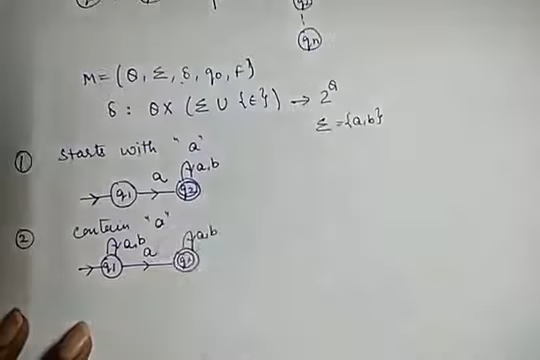 qn
M = (Q, Σ, δ, q0, F)
δ : Q X (Σ ∪ {ϵ}) → 2^Q
Σ = {a,b}
① starts with "a"
a a,b
q1 q2
② contain "a"
a,b a a,b
q1 q2